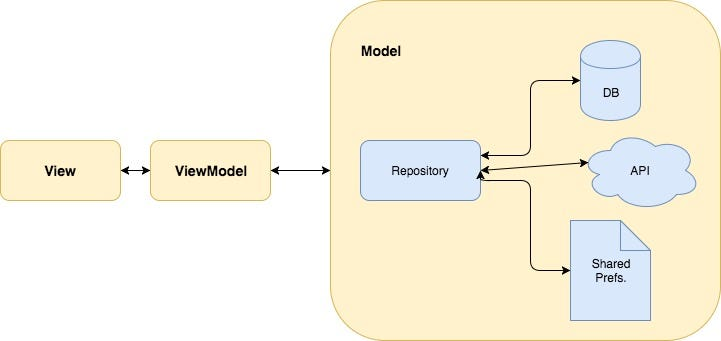 Model
DB
View
ViewModel
Repository
API
Shared
Prefs.